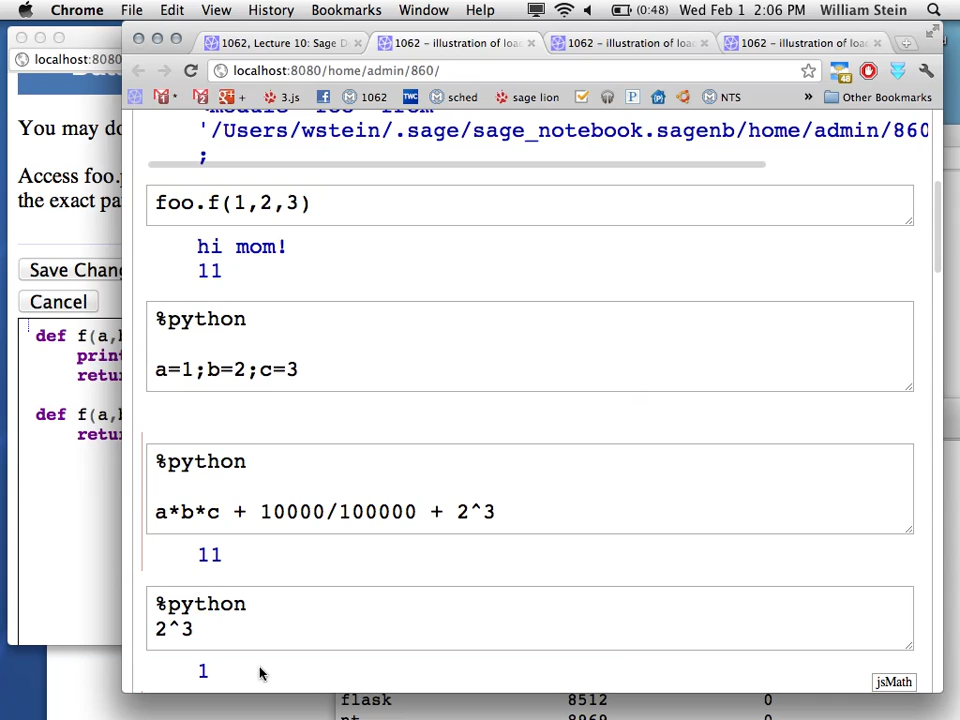 Chrome File Edit View History Bookmarks Window Help (0:48) Wed Feb 1 2:06 PM William Stein
1062, Lecture 10: Sage D 1062 – illustration of loa 1062 – illustration of loa 1062 – illustration of loa
localhost:8080
localhost:8080/home/admin/860/
1062 sched sage lion NTS » Other Bookmarks
3.js
48
TWC
You may do
Access foo.
the exact pa
Save Chang
Cancel
def f(a,
prin
retur
def f(a,
retur
'/Users/wstein/.sage/sage_notebook.sagenb/home/admin/860
;
foo.f(1,2,3)
hi mom!
11
%python
a=1;b=2;c=3
%python
a*b*c + 10000/100000 + 2^3
11
%python
2^3
1
jsMath
flask 8512 0